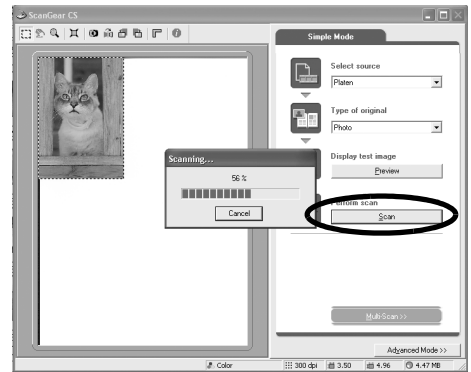 ScanGear CS
Simple Mode
Select source
Platen
Type of original
Photo
Display test image
Preview
Scanning...
56 %
Cancel
Perform scan
Scan
Multi-Scan >>
Advanced Mode >>
Color
300 dpi
3.50
4.96
4.47 MB